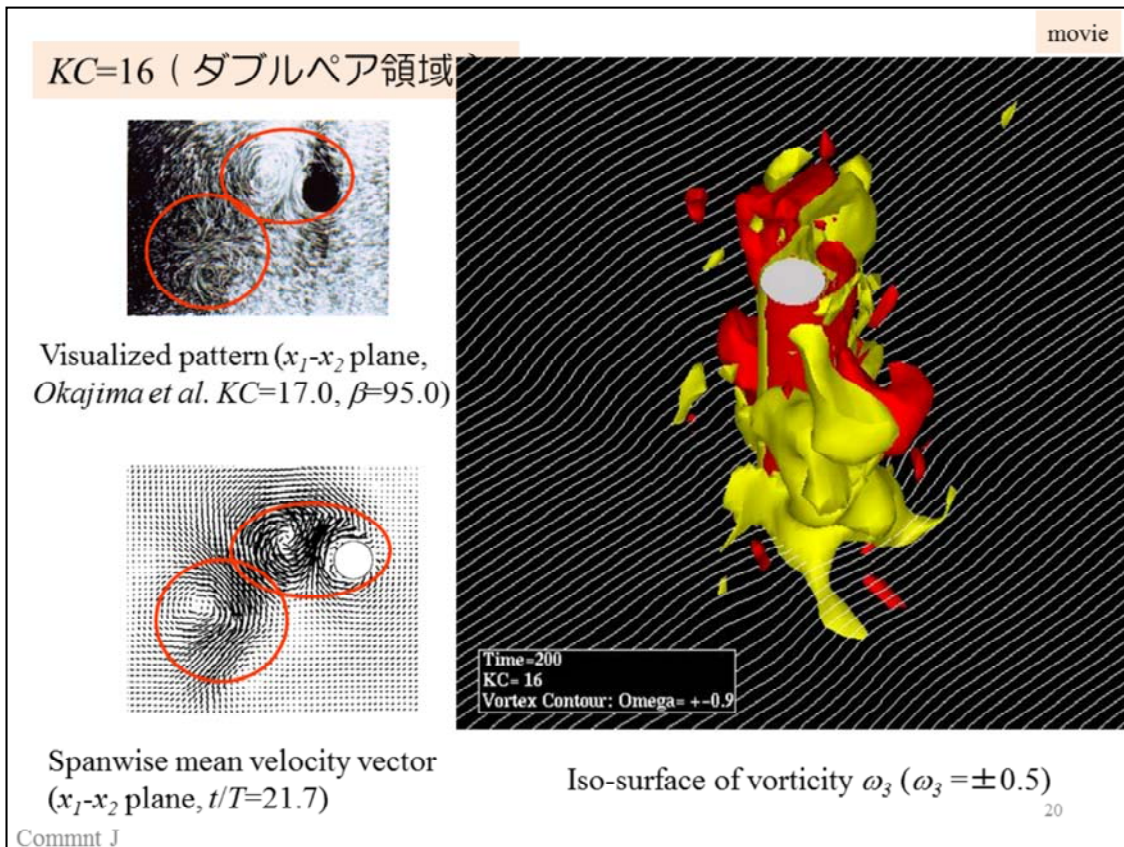 movie
KC=16 ( ダブルペア領域
Visualized pattern (x1-x2 plane,
Okajima et al. KC=17.0, β=95.0)
Time=200
KC= 16
Vortex Contour: Omega= +-0.9
Spanwise mean velocity vector
(x1-x2 plane, t/T=21.7)
Iso-surface of vorticity ω3 (ω3 =±0.5)
20
Commnt J